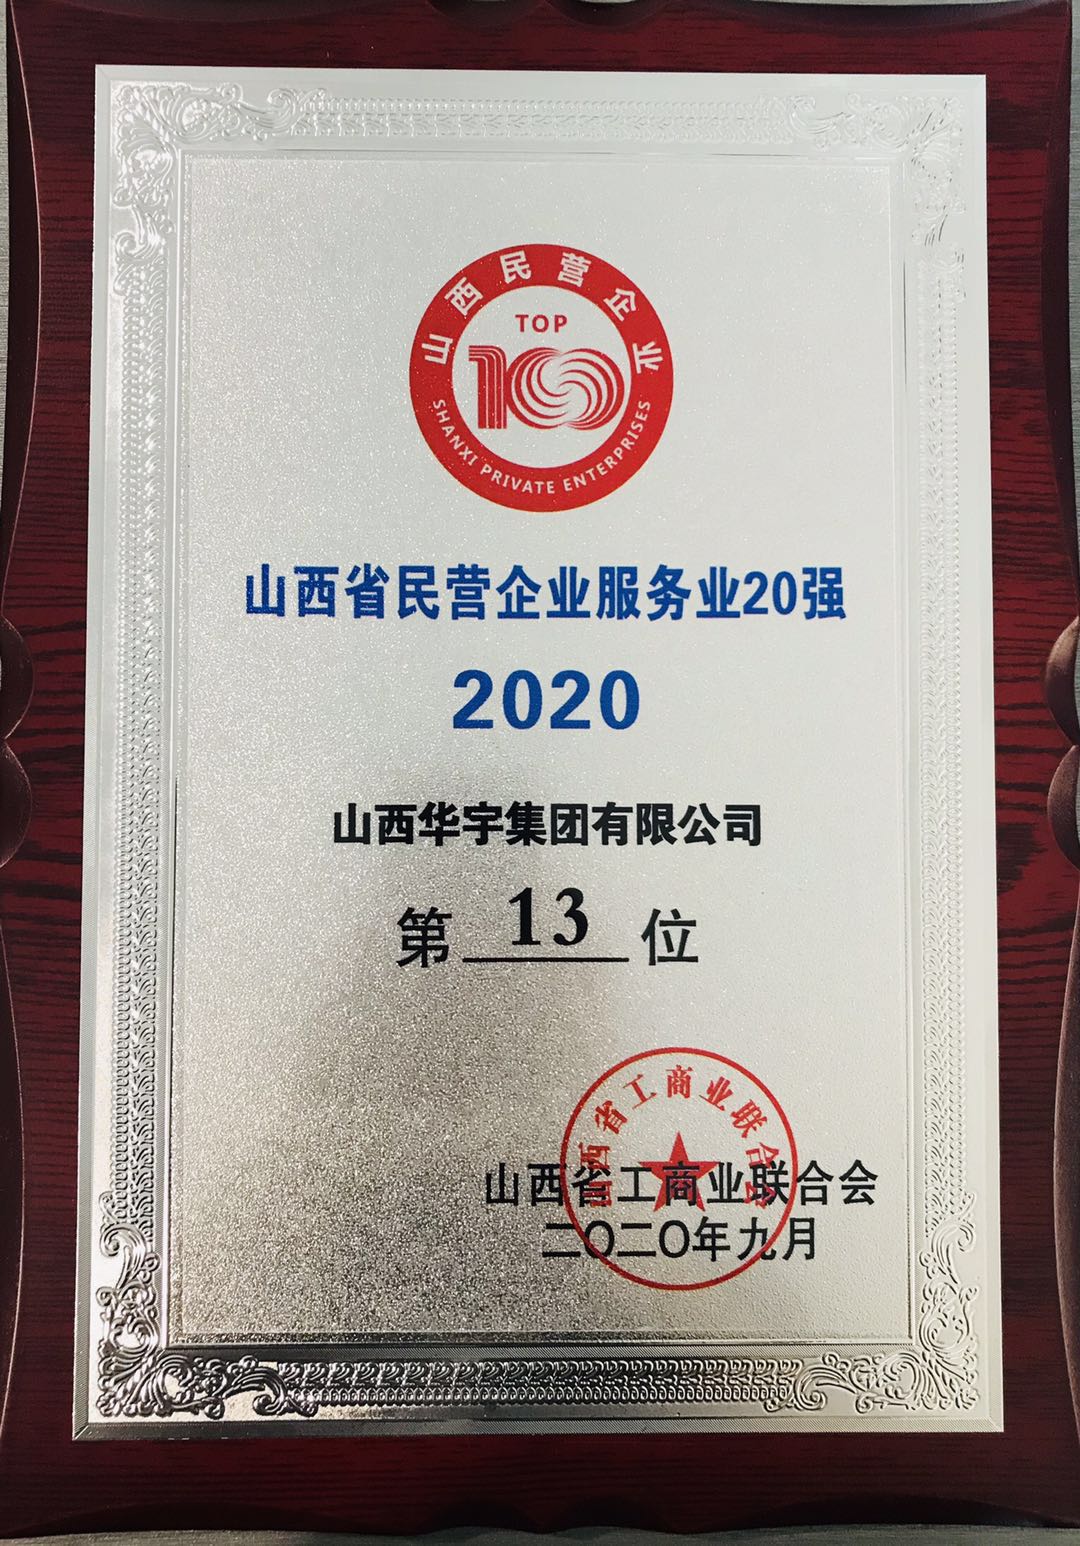 山西民营企业
TOP
100
SHANXI PRIVATE ENTERPRISES
山西省民营企业服务业20强
2020
山西华宇集团有限公司
第 13 位
山西省工商业联合会
山西省工商业联合会
二〇二〇年九月